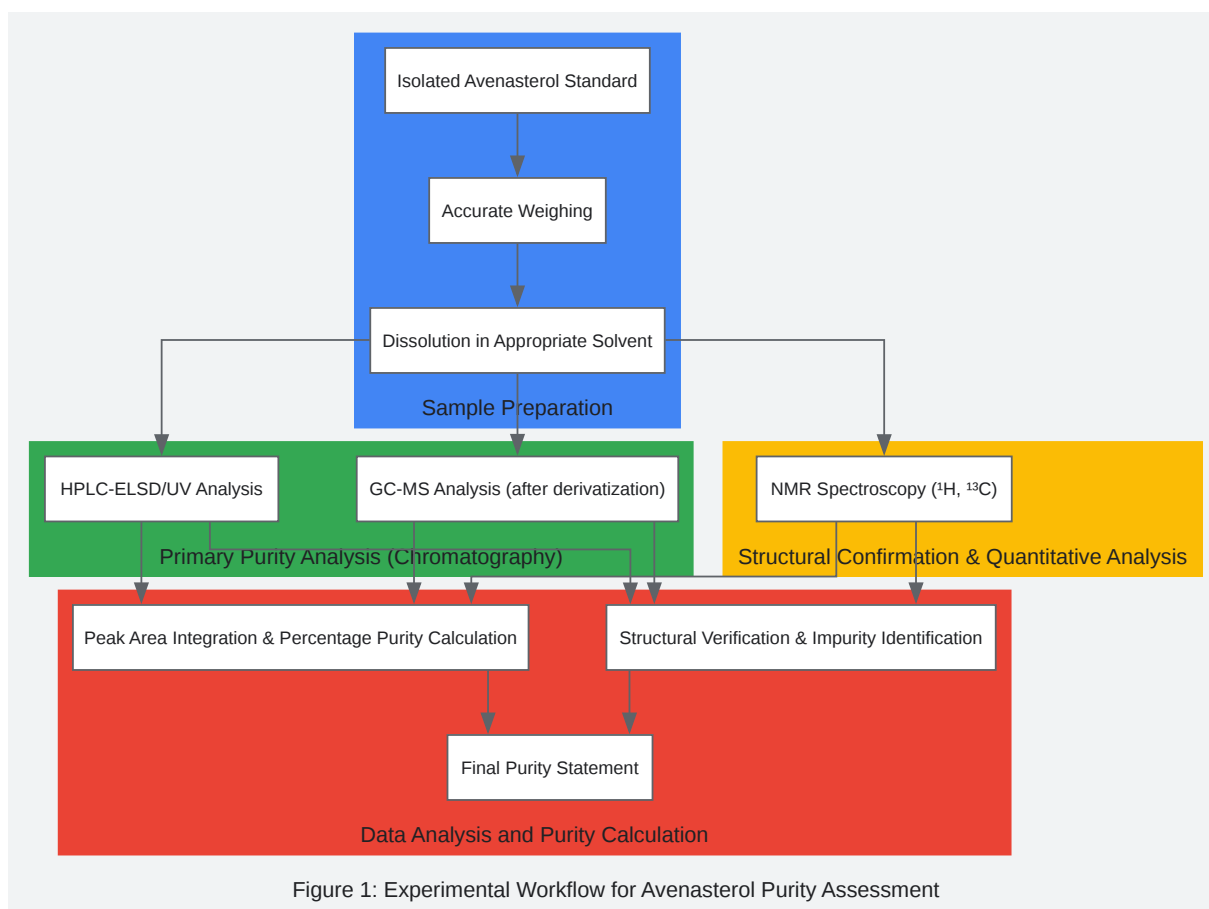 Isolated Avenasterol Standard
Accurate Weighing
Dissolution in Appropriate Solvent
Sample Preparation
HPLC-ELSD/UV Analysis
GC-MS Analysis (after derivatization)
NMR Spectroscopy (¹H, ¹³C)
Primary Purity Analysis (Chromatography)
Structural Confirmation & Quantitative Analysis
Peak Area Integration & Percentage Purity Calculation
Structural Verification & Impurity Identification
Final Purity Statement
Data Analysis and Purity Calculation
Figure 1: Experimental Workflow for Avenasterol Purity Assessment